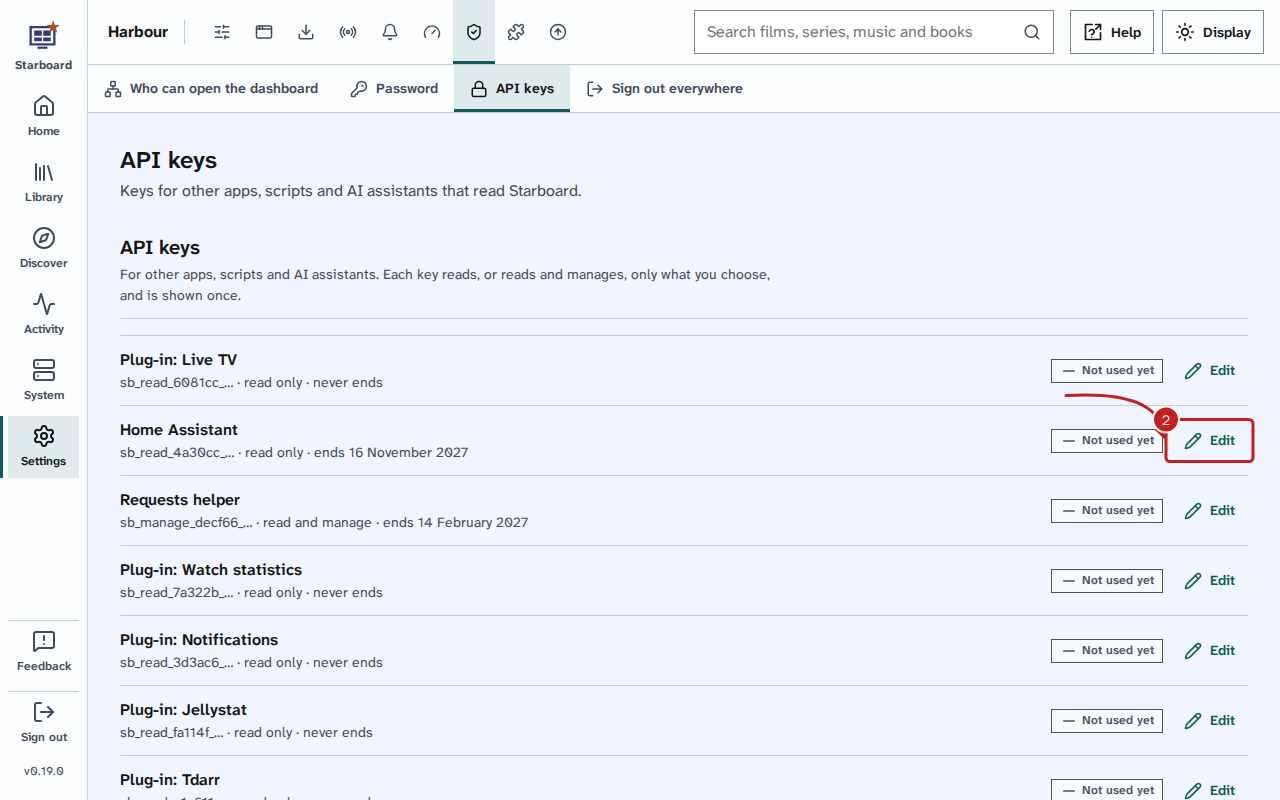 Starboard
Home
Library
Discover
Activity
System
Settings
Feedback
Sign out
v0.19.0
Harbour
Search films, series, music and books
Help
Display
Who can open the dashboard
Password
API keys
Sign out everywhere
API keys
Keys for other apps, scripts and AI assistants that read Starboard.
API keys
For other apps, scripts and AI assistants. Each key reads, or reads and manages, only what you choose,
and is shown once.
Plug-in: Live TV
sb_read_6081cc_… · read only · never ends
— Not used yet
Edit
Home Assistant
sb_read_4a30cc_… · read only · ends 16 November 2027
— Not used yet
2
Edit
Requests helper
sb_manage_decf66_… · read and manage · ends 14 February 2027
— Not used yet
Edit
Plug-in: Watch statistics
sb_read_7a322b_… · read only · never ends
— Not used yet
Edit
Plug-in: Notifications
sb_read_3d3ac6_… · read only · never ends
— Not used yet
Edit
Plug-in: Jellystat
sb_read_fa114f_… · read only · never ends
— Not used yet
Edit
Plug-in: Tdarr
— Not used yet
Edit